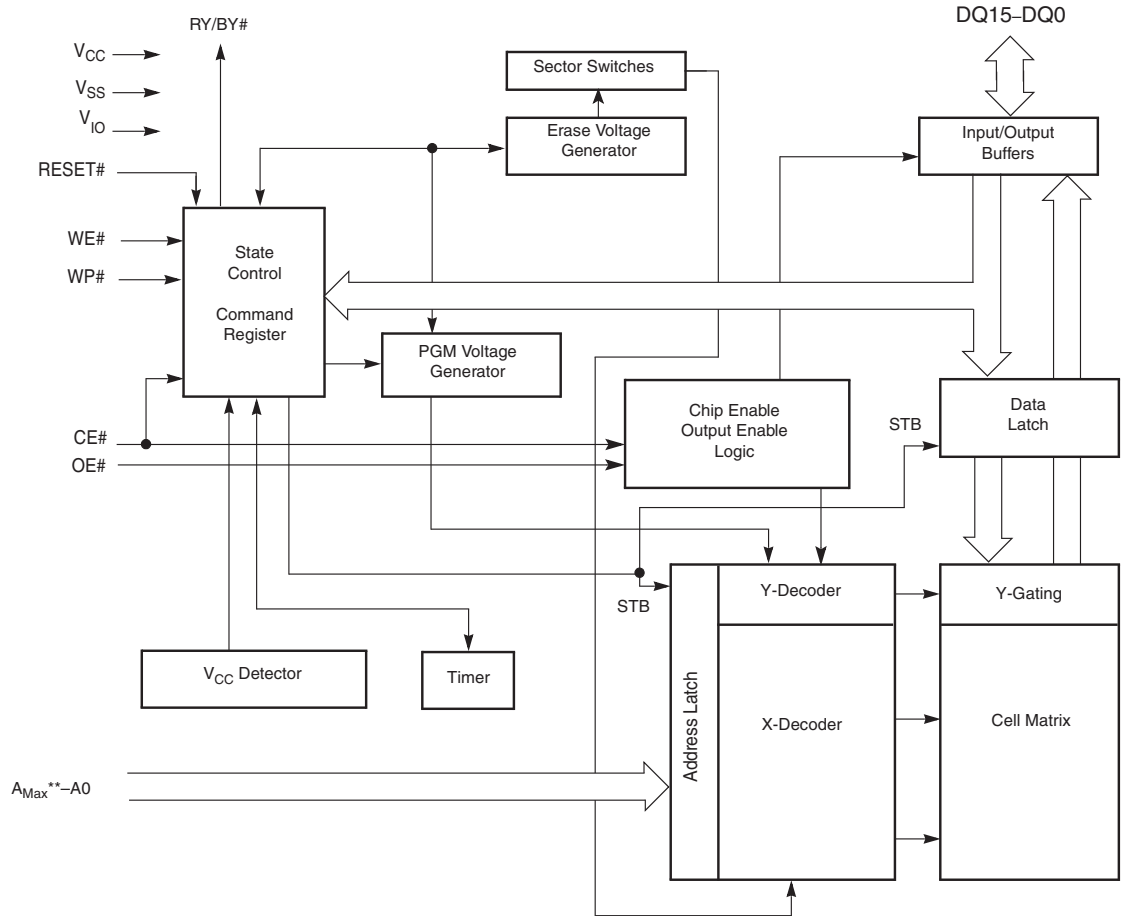 RY/BY#
DQ15–DQ0
VCC
VSS
VIO
RESET#
WE#
WP#
CE#
OE#
Sector Switches
Erase Voltage
Generator
Input/Output
Buffers
State
Control
Command
Register
PGM Voltage
Generator
Chip Enable
Output Enable
Logic
STB
Data
Latch
STB
Y-Decoder
Y-Gating
VCC Detector
Timer
Address Latch
X-Decoder
Cell Matrix
AMax**–A0